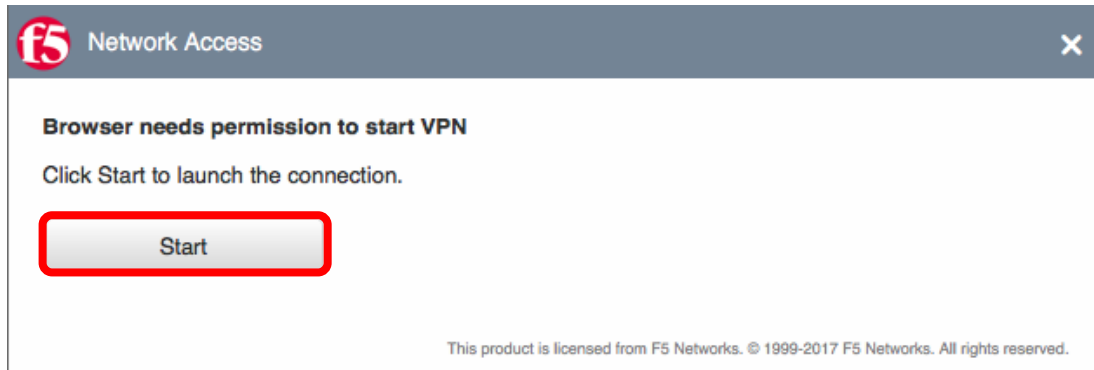 f5 Network Access
Browser needs permission to start VPN
Click Start to launch the connection.
Start
This product is licensed from F5 Networks. © 1999-2017 F5 Networks. All rights reserved.